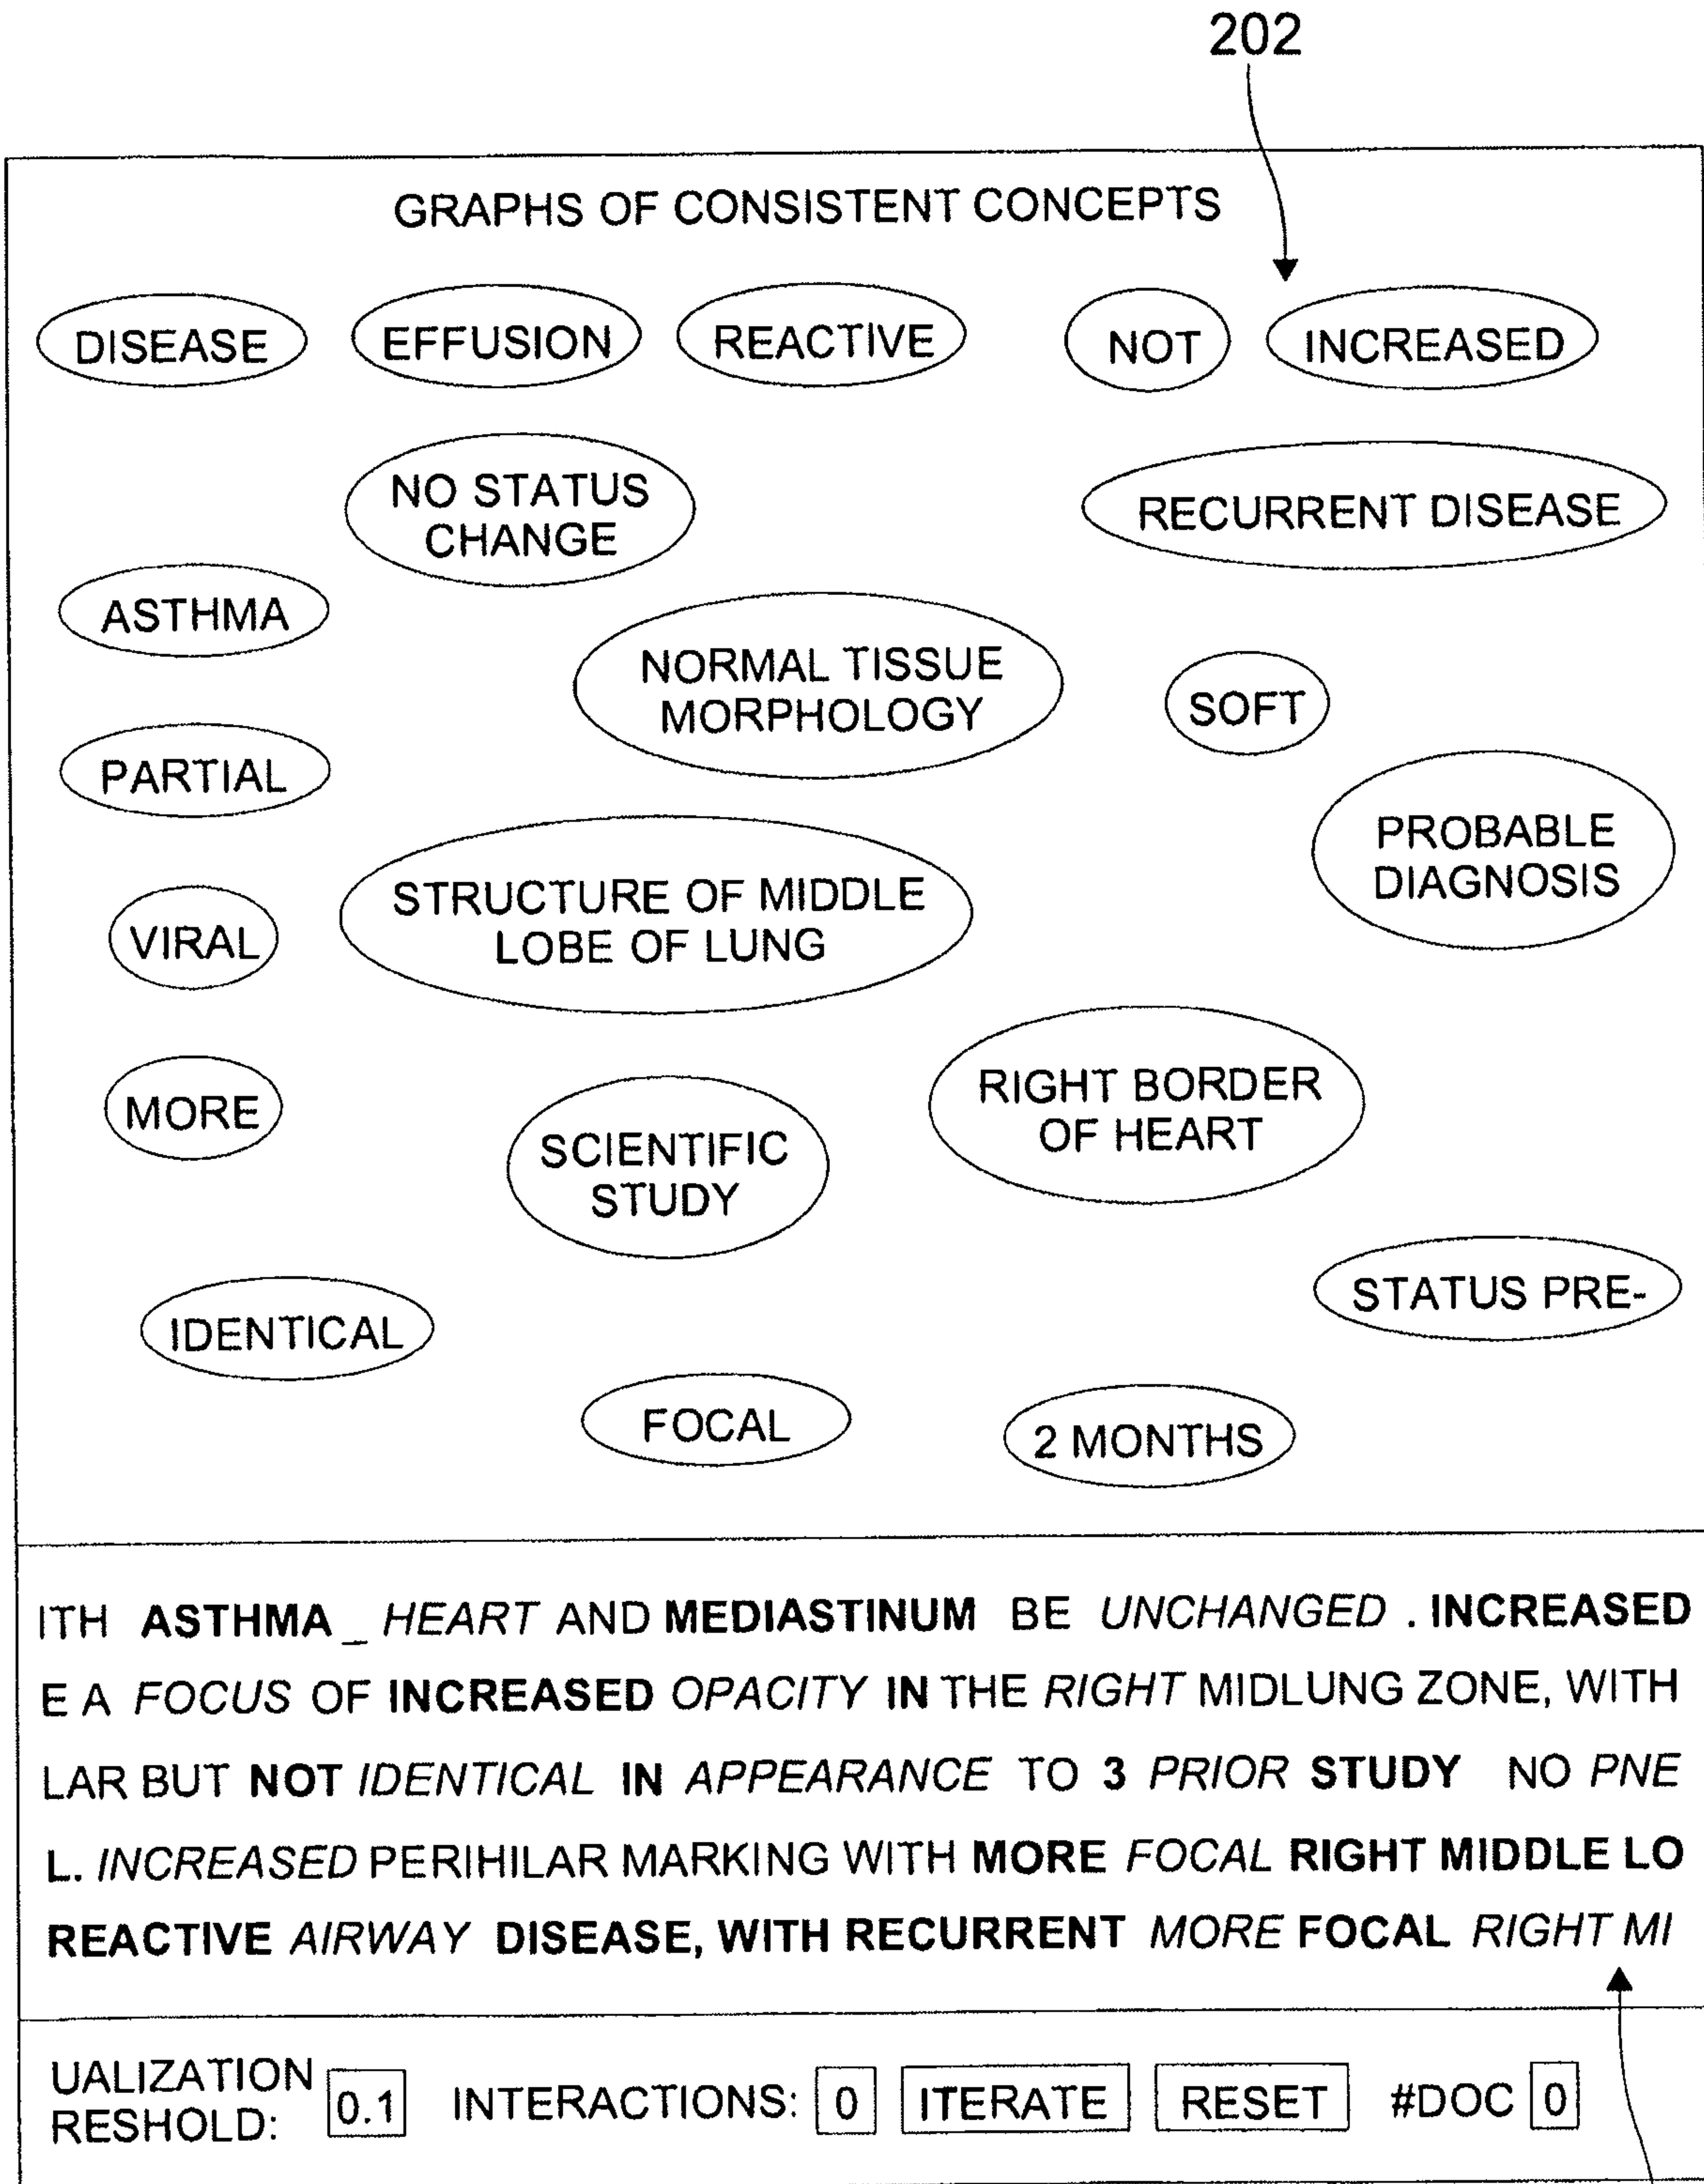 202
GRAPHS OF CONSISTENT CONCEPTS
DISEASE EFFUSION REACTIVE NOT INCREASED
NO STATUS
CHANGE
RECURRENT DISEASE
ASTHMA
NORMAL TISSUE
MORPHOLOGY
SOFT
PARTIAL
PROBABLE
DIAGNOSIS
STRUCTURE OF MIDDLE
LOBE OF LUNG
VIRAL
RIGHT BORDER
OF HEART
MORE
SCIENTIFIC
STUDY
STATUS PRE-
IDENTICAL
FOCAL
2 MONTHS
ITH ASTHMA _ HEART AND MEDIASTINUM BE UNCHANGED . INCREASED
E A FOCUS OF INCREASED OPACITY IN THE RIGHT MIDLUNG ZONE, WITH
LAR BUT NOT IDENTICAL IN APPEARANCE TO 3 PRIOR STUDY NO PNE
L. INCREASED PERIHILAR MARKING WITH MORE FOCAL RIGHT MIDDLE LO
REACTIVE AIRWAY DISEASE, WITH RECURRENT MORE FOCAL RIGHT MI
UALIZATION
RESHOLD: 0.1 INTERACTIONS: 0 ITERATE RESET #DOC 0